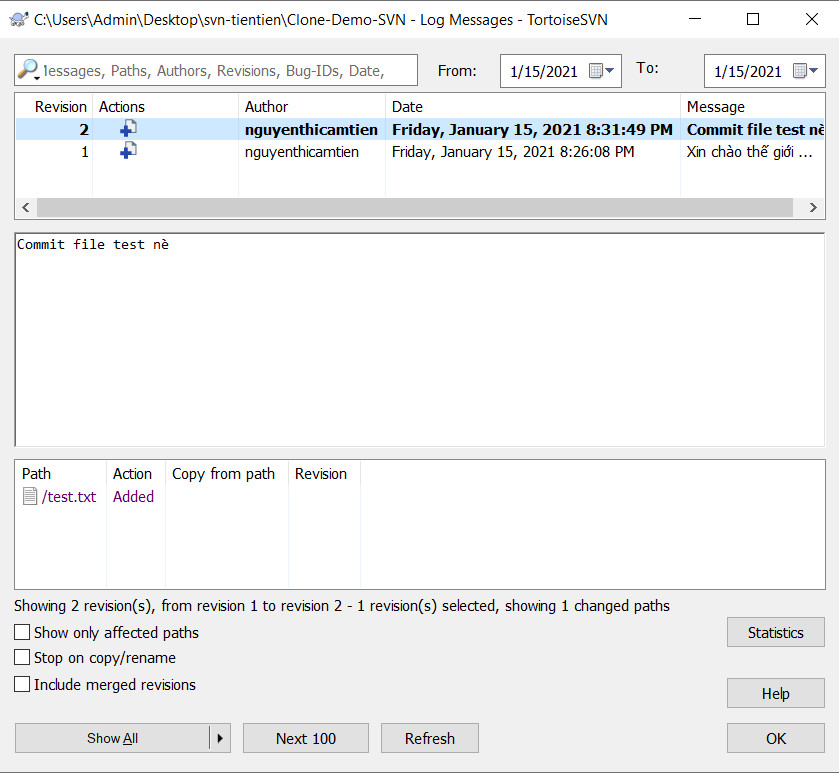 C:\Users\Admin\Desktop\svn-tientien\Clone-Demo-SVN - Log Messages - TortoiseSVN
Messages, Paths, Authors, Revisions, Bug-IDs, Date, From: 1/15/2021 To: 1/15/2021
Revision Actions Author Date Message
2 nguyenthicamtien Friday, January 15, 2021 8:31:49 PM Commit file test nè
1 nguyenthicamtien Friday, January 15, 2021 8:26:08 PM Xin chào thế giới ...
Commit file test nè
Path Action Copy from path Revision
/test.txt Added
Showing 2 revision(s), from revision 1 to revision 2 - 1 revision(s) selected, showing 1 changed paths
Show only affected paths
Statistics
Stop on copy/rename
Include merged revisions
Help
Show All Next 100 Refresh OK